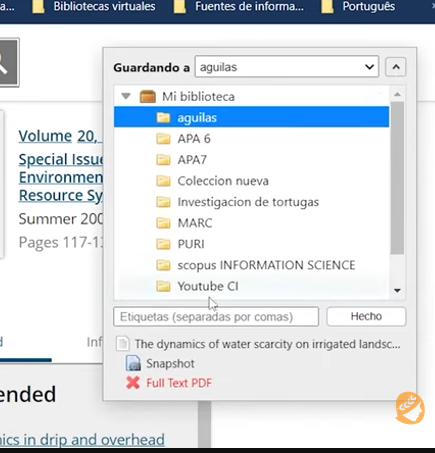 a...
Bibliotecas virtuales
Fuentes de informa...
Português
Guardando a
aguilas
Mi biblioteca
aguilas
APA 6
APA7
Coleccion nueva
Investigacion de tortugas
MARC
PURI
scopus INFORMATION SCIENCE
Youtube CI
Etiquetas (separadas por comas)
Hecho
The dynamics of water scarcity on irrigated landsc...
Snapshot
Full Text PDF
Volume 20,
Special Issue
Environmen
Resource Sy
Summer 200
Pages 117-13
d
Inf
ended
nics in drip and overhead